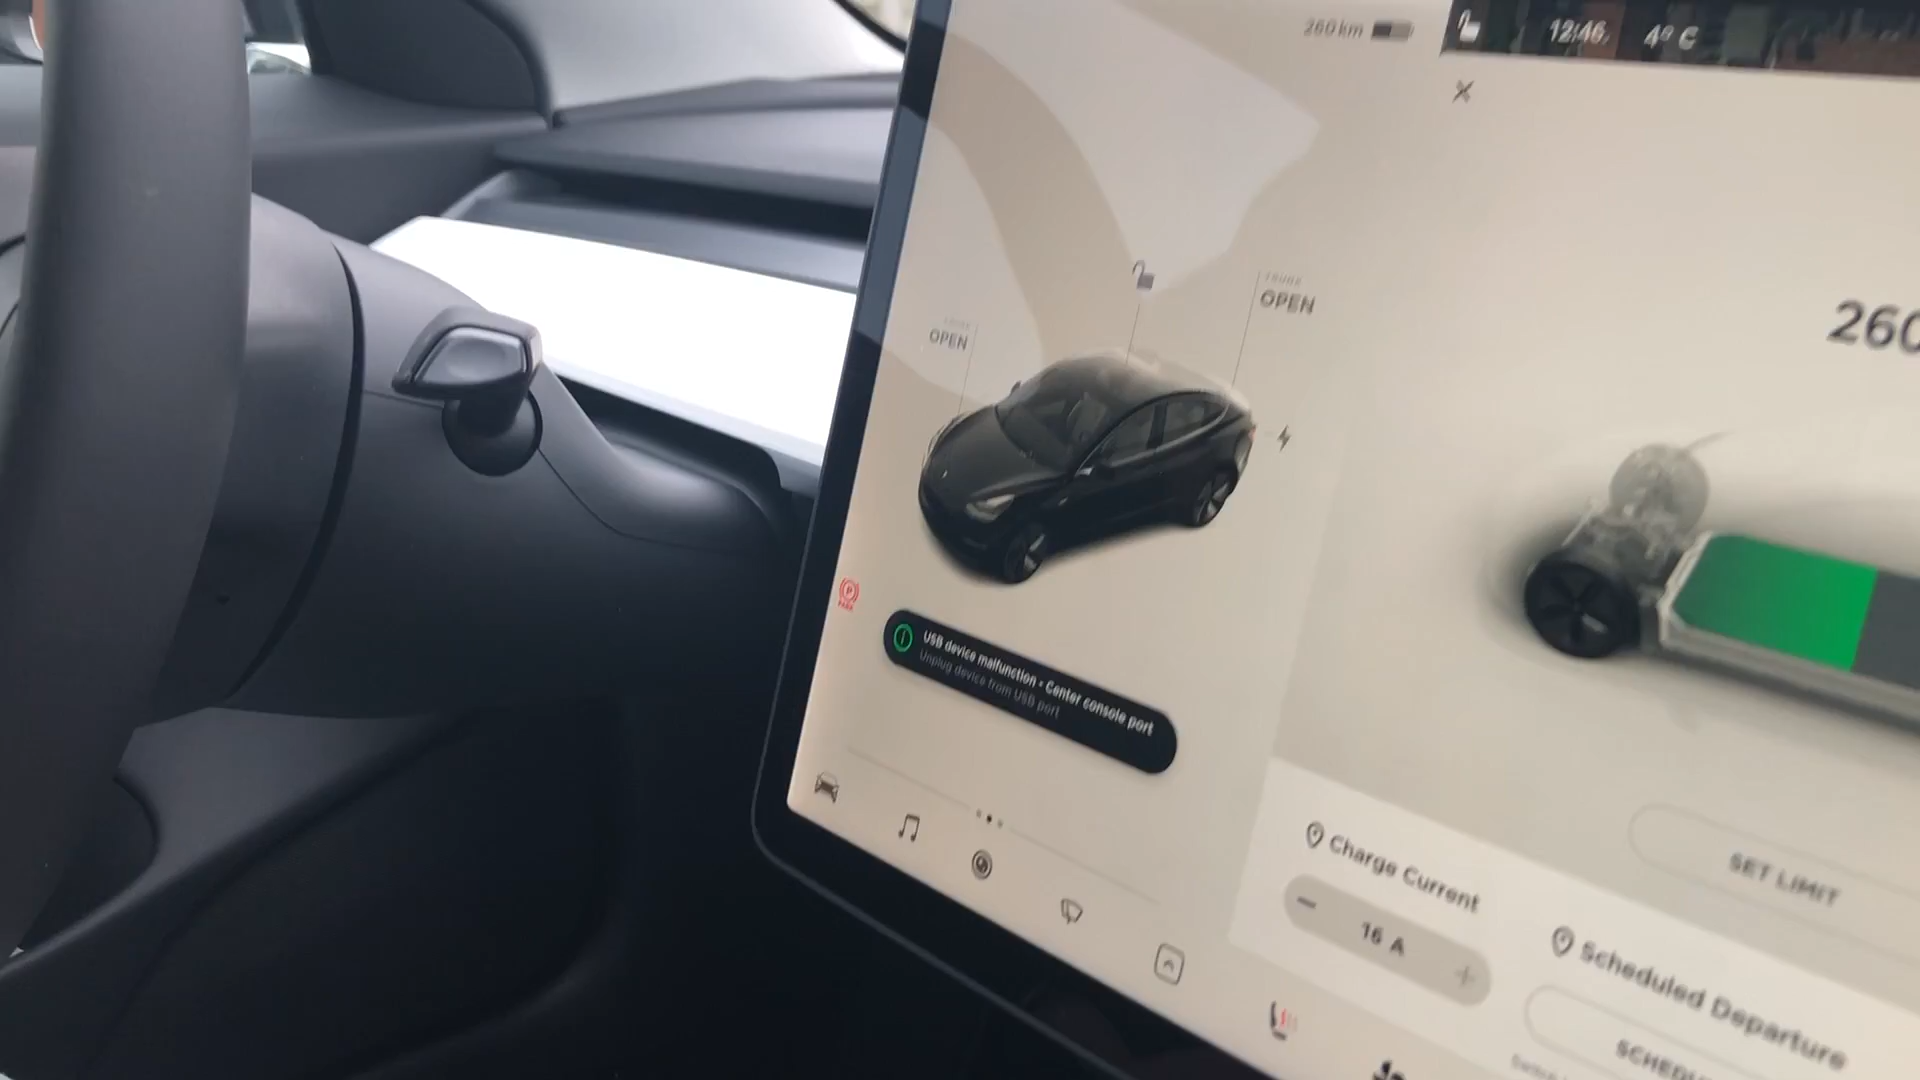 260 km
12:46
4° C
TRUNK
OPEN
OPEN
260
PARK
USB device malfunction - Center console port
Unplug device from USB port
SET LIMIT
Charge Current
16 A
Scheduled Departure